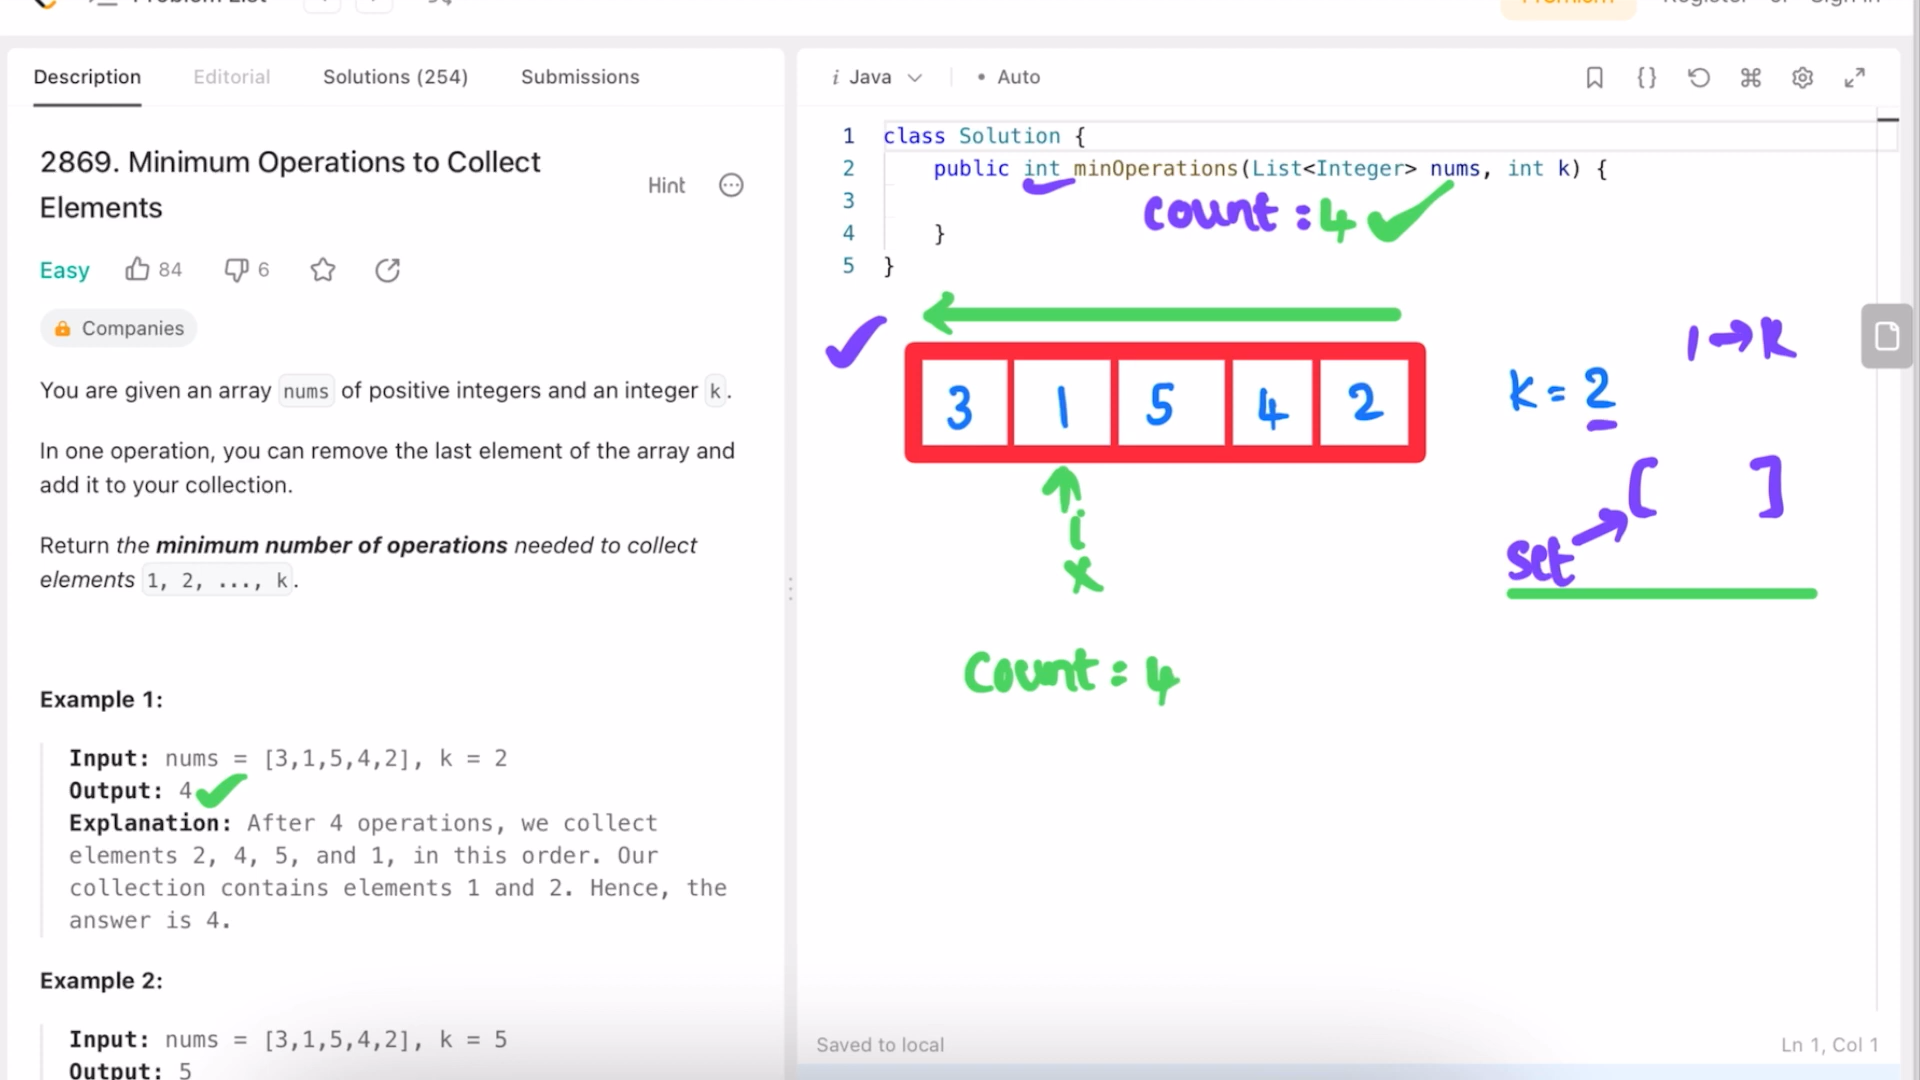 Problem List
Premium
Register or Sign in
Description Editorial Solutions (254) Submissions
2869. Minimum Operations to Collect
Elements
Hint
Easy 84 6
Companies
You are given an array nums of positive integers and an integer k.
In one operation, you can remove the last element of the array and
add it to your collection.
Return the minimum number of operations needed to collect
elements 1, 2, ..., k.
Example 1:
Input: nums = [3,1,5,4,2], k = 2
Output: 4
Explanation: After 4 operations, we collect
elements 2, 4, 5, and 1, in this order. Our
collection contains elements 1 and 2. Hence, the
answer is 4.
Example 2:
Input: nums = [3,1,5,4,2], k = 5
Output: 5
i Java • Auto
1 class Solution {
2 public int minOperations(List<Integer> nums, int k) {
3
4 }
5 }
count : 4
1 → k
3 1 5 4 2
k = 2
[ ]
set
i
x
Count : 4
Saved to local
Ln 1, Col 1